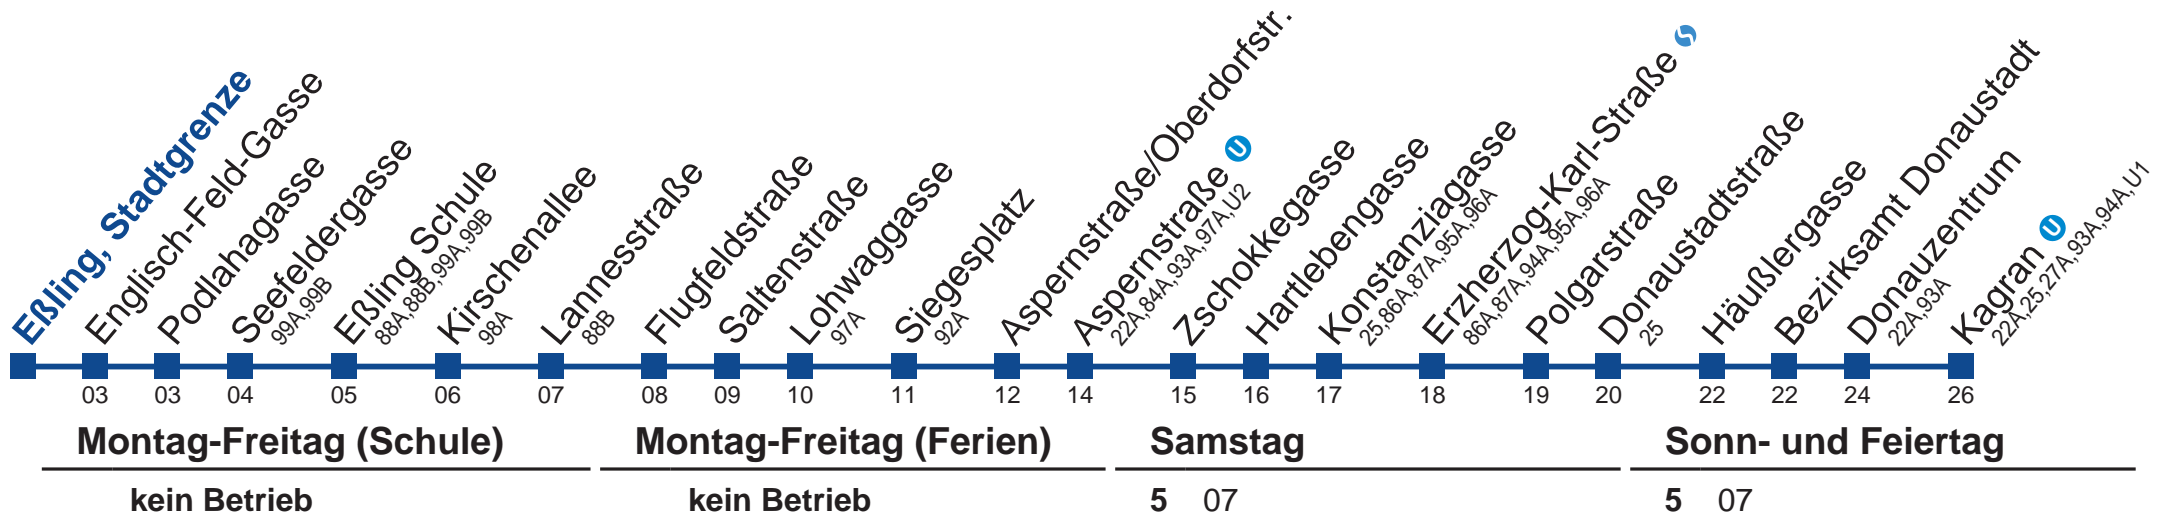 Eßling, Stadtgrenze
Englisch-Feld-Gasse
Podlahagasse
Seefeldergasse
99A,99B
Eßling Schule
88A,88B,99A,99B
Kirschenallee
98A
Lannesstraße
88B
Flugfeldstraße
Saltenstraße
Lohwaggasse
97A
Siegesplatz
92A
Aspernstraße/Oberdorfstr.
Aspernstraße U
22A,84A,93A,97A,U2
Zschokkegasse
Hartlebengasse
Konstanziagasse
25,86A,87A,95A,96A
Erzherzog-Karl-Straße
86A,87A,94A,95A,96A
Polgarstraße
Donaustadtstraße
25
Häußlergasse
Bezirksamt Donaustadt
Donauzentrum
22A,93A
Kagran U
22A,25,27A,93A,94A,U1
03 03 04 05 06 07 08 09 10 11 12 14 15 16 17 18 19 20 22 22 24 26
Montag-Freitag (Schule) Montag-Freitag (Ferien) Samstag Sonn- und Feiertag
kein Betrieb kein Betrieb 5 07 5 07